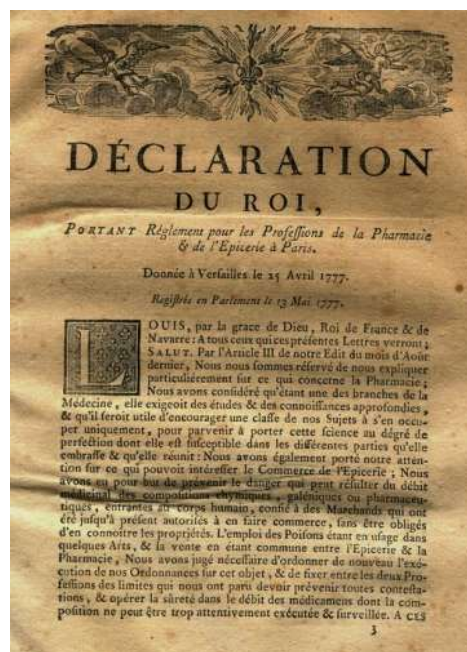 DÉCLARATION
DU ROI,
PORTANT Réglement pour les Professions de la Pharmacie
& de l'Epicerie à Paris.
Donnée à Versailles le 25 Avril 1777.
Registrée en Parlement le 13 Mai 1777.
LOUIS, par la grace de Dieu, Roi de France & de
Navarre: A tous ceux qui ces présentes Lettres verront;
SALUT. Par l'Article III de notre Edit du mois d'Août
dernier, Nous nous sommes réservé de nous expliquer
particuliérement sur ce qui concerne la Pharmacie;
Nous avons considéré qu'étant une des branches de la
Médecine, elle exigeoit des études & des connoissances approfondies,
& qu'il seroit utile d'encourager une classe de nos Sujets à s'en occu-
per uniquement, pour parvenir à porter cette science au dégré de
perfection dont elle est susceptible dans les différentes parties qu'elle
embrasse & qu'elle réunit: Nous avons également porté notre atten-
tion sur ce qui pouvoit intéresser le Commerce de l'Epicerie; Nous
avons eu pour but de prévenir le danger qui peut résulter du débit
médicinal des compositions chymiques, galéniques ou pharmaceu-
tiques, entrantes au corps humain, confié à des Marchands qui ont
été jusqu'à présent autorisés à en faire commerce, sans être obligés
d'en connoître les propriétés. L'emploi des Poisons étant en usage dans
quelques Arts, & la vente en étant commune entre l'Epicerie & la
Pharmacie, Nous avons jugé nécessaire d'ordonner de nouveau l'exé-
cution de nos Ordonnances sur cet objet, & de fixer entre les deux Pro-
fessions des limites qui nous ont paru devoir prévenir toutes contesta-
tions, & opérer la sûreté dans le débit des médicamens dont la com-
position ne peut être trop attentivement exécutée & surveillée. A CES
3